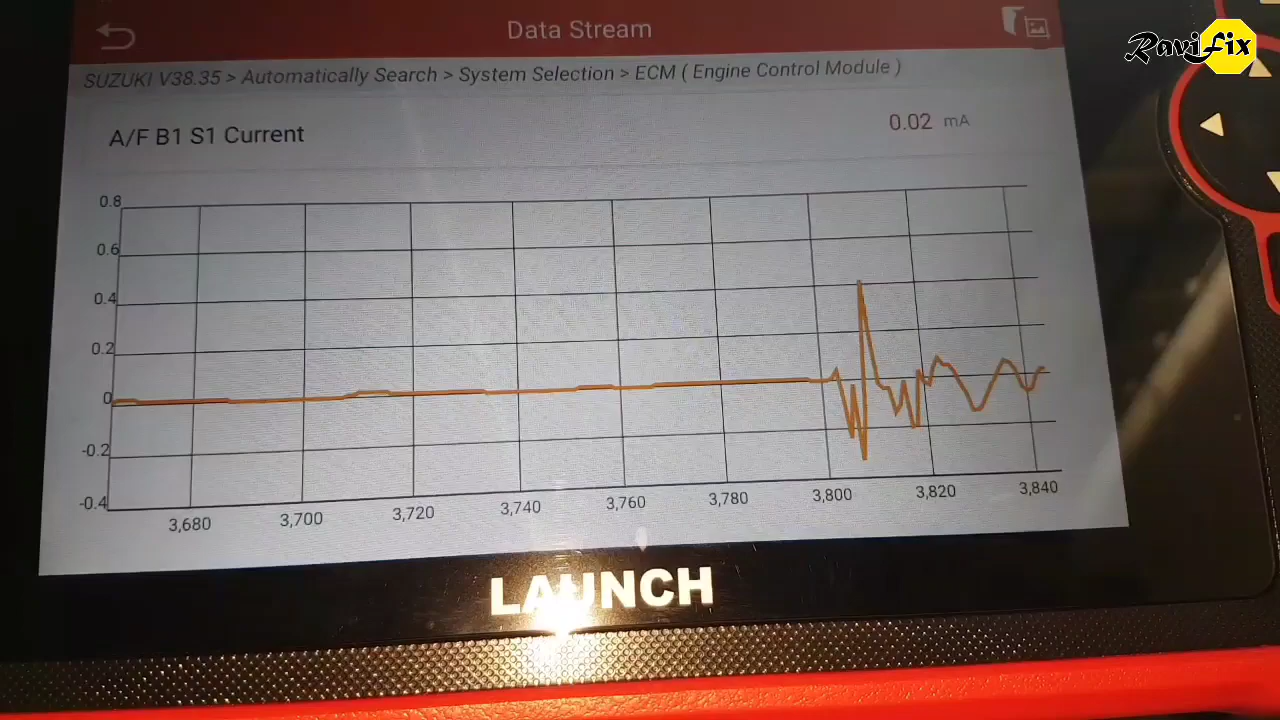 Data Stream
RaviFix
SUZUKI V38.35 > Automatically Search > System Selection > ECM ( Engine Control Module )
A/F B1 S1 Current
0.02 mA
0.8
0.6
0.4
0.2
0
-0.2
-0.4
3,680
3,700
3,720
3,740
3,760
3,780
3,800
3,820
3,840
LAUNCH